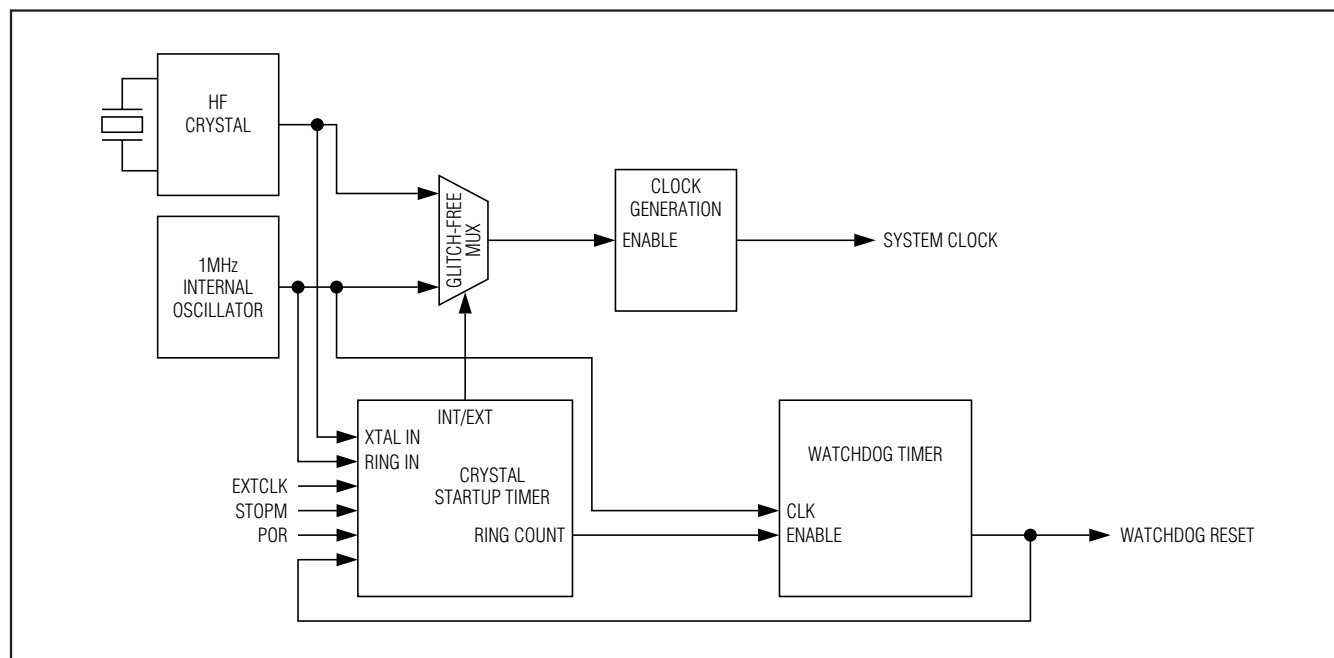 HF
CRYSTAL
1MHz
INTERNAL
OSCILLATOR
GLITCH-FREE
MUX
CLOCK
GENERATION
ENABLE
SYSTEM CLOCK
INT/EXT
XTAL IN
RING IN
CRYSTAL
STARTUP TIMER
RING COUNT
EXTCLK
STOPM
POR
WATCHDOG TIMER
CLK
ENABLE
WATCHDOG RESET